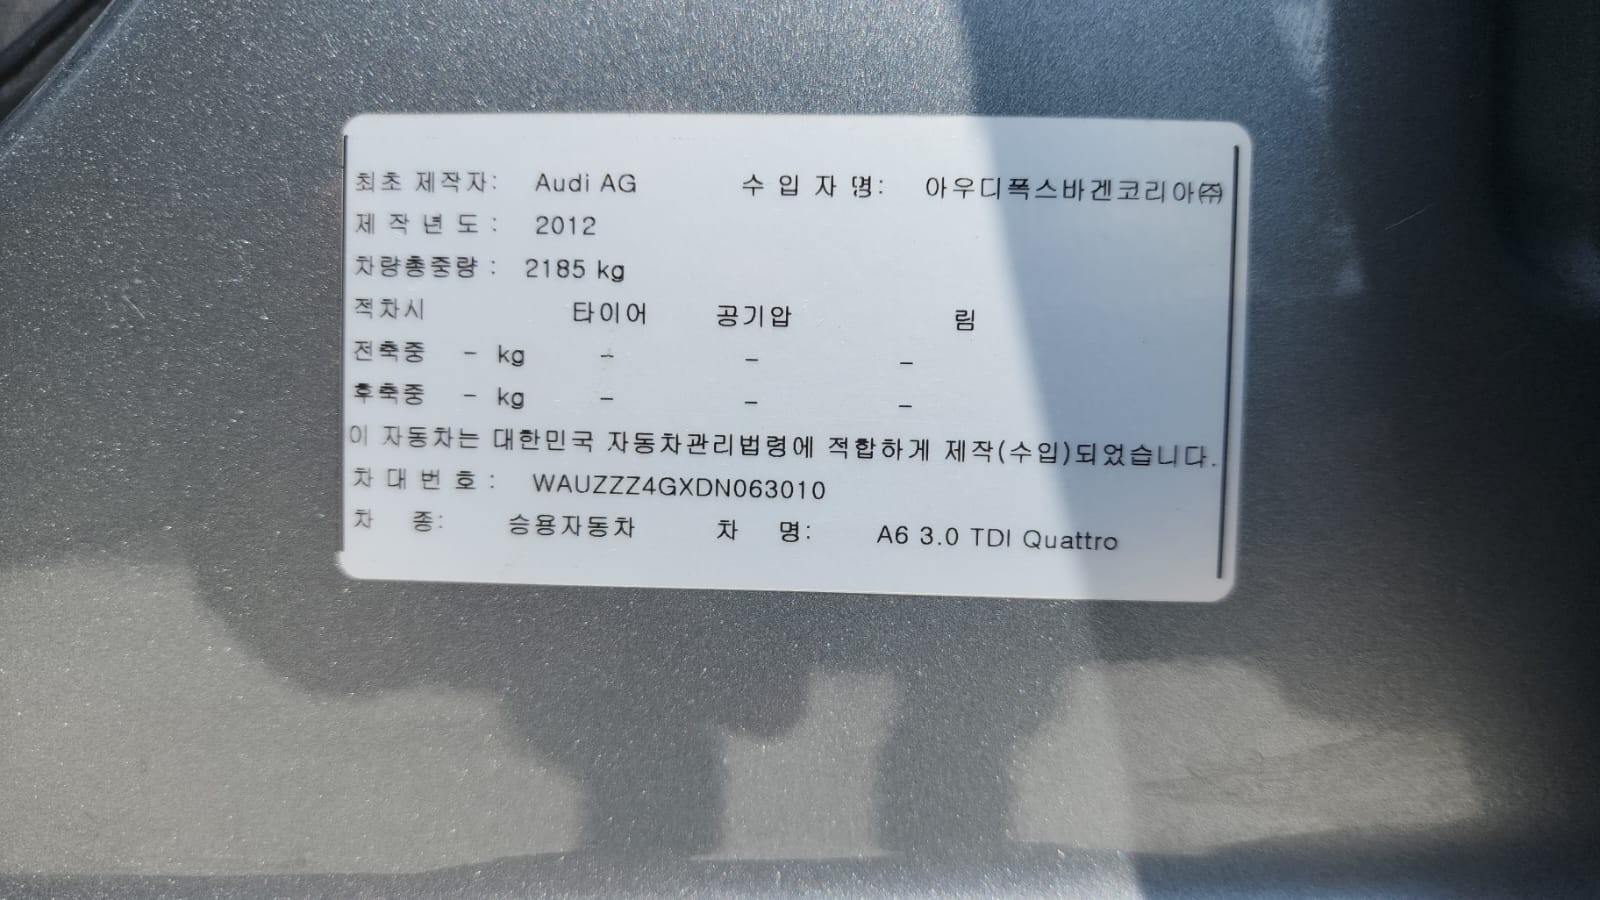 최초 제작자: Audi AG 수 입 자 명: 아우디폭스바겐코리아㈜
제 작 년 도 : 2012
차량총중량 : 2185 kg
적차시 타이어 공기압 림
전축중 - kg - - -
후축중 - kg - - -
이 자동차는 대한민국 자동차관리법령에 적합하게 제작(수입)되었습니다.
차 대 번 호 : WAUZZZ4GXDN063010
차 종: 승용자동차 차 명: A6 3.0 TDI Quattro